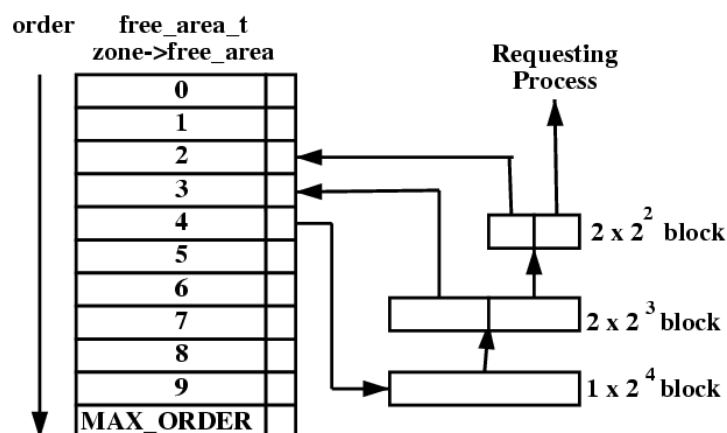 order
free_area_t
zone->free_area
0
1
2
3
4
5
6
7
8
9
MAX_ORDER
Requesting
Process
2 x 2^2 block
2 x 2^3 block
1 x 2^4 block